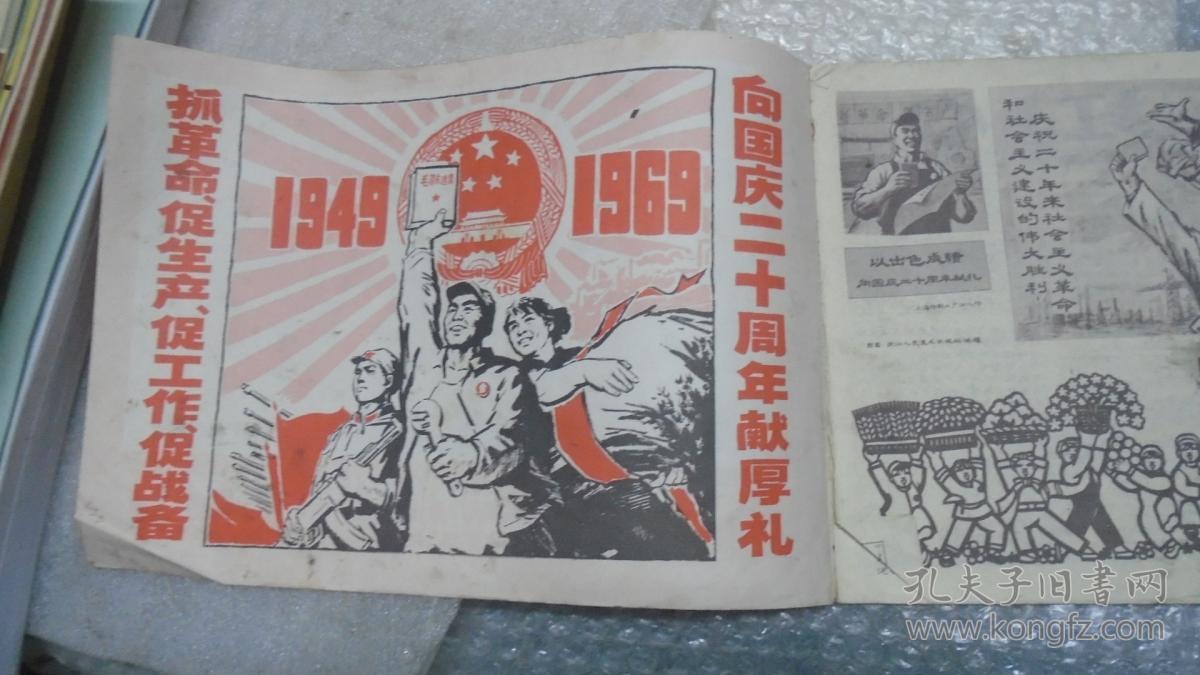 向国庆二十周年献厚礼
抓革命、促生产、促工作、促战备
1949
1969
毛泽东选集
庆祝二十年来社会主义革命
和社会主义建设的伟大胜利
以出色成绩
向国庆二十周年献礼
孔夫子旧书网
www.kongfz.com